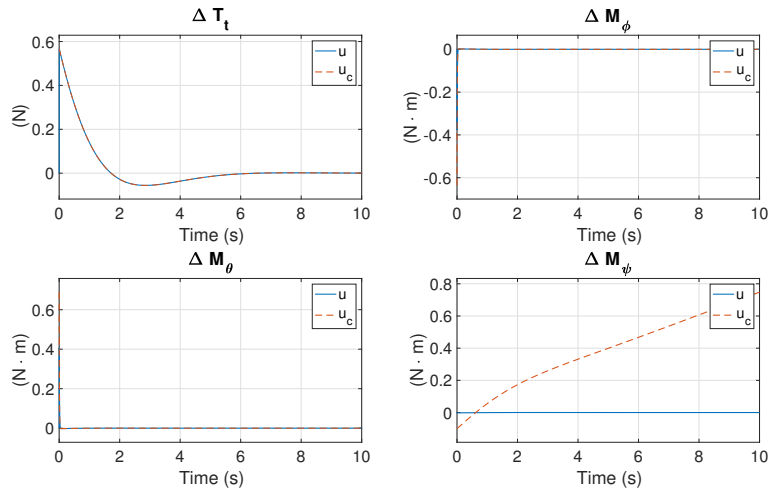 Δ T_t
(N)
0.6
0.4
0.2
0
u
u_c
0 2 4 6 8 10
Time (s)
Δ M_ϕ
(N · m)
0
-0.2
-0.4
-0.6
u
u_c
0 2 4 6 8 10
Time (s)
Δ M_θ
(N · m)
0.6
0.4
0.2
0
u
u_c
0 2 4 6 8 10
Time (s)
Δ M_ψ
(N · m)
0.8
0.6
0.4
0.2
0
u
u_c
0 2 4 6 8 10
Time (s)